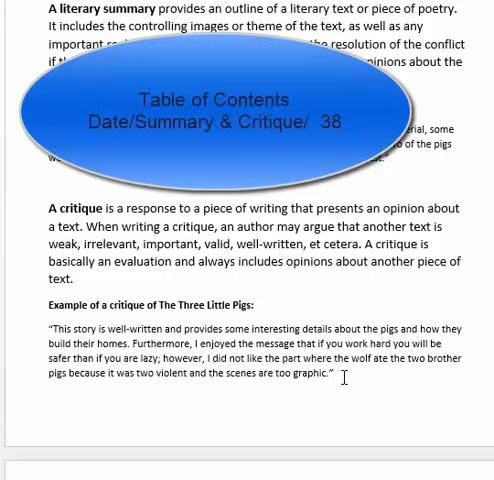 A literary summary provides an outline of a literary text or piece of poetry.
It includes the controlling images or theme of the text, as well as any
important the resolution of the conflict
if opinions about the
Table of Contents
Date/Summary & Critique/ 38
some
of the pigs
A critique is a response to a piece of writing that presents an opinion about
a text. When writing a critique, an author may argue that another text is
weak, irrelevant, important, valid, well-written, et cetera. A critique is
basically an evaluation and always includes opinions about another piece of
text.
Example of a critique of The Three Little Pigs:
“This story is well-written and provides some interesting details about the pigs and how they
build their homes. Furthermore, I enjoyed the message that if you work hard you will be
safer than if you are lazy; however, I did not like the part where the wolf ate the two brother
pigs because it was two violent and the scenes are too graphic.”